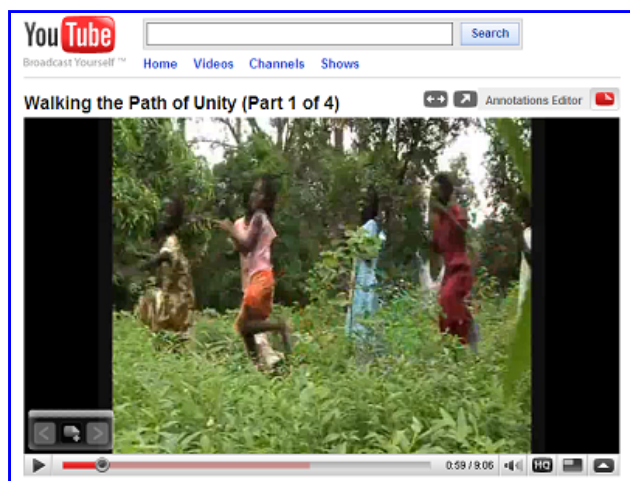 You Tube
Search
Broadcast Yourself ™
Home Videos Channels Shows
Walking the Path of Unity (Part 1 of 4)
Annotations Editor
0:59 / 9:06
HQ